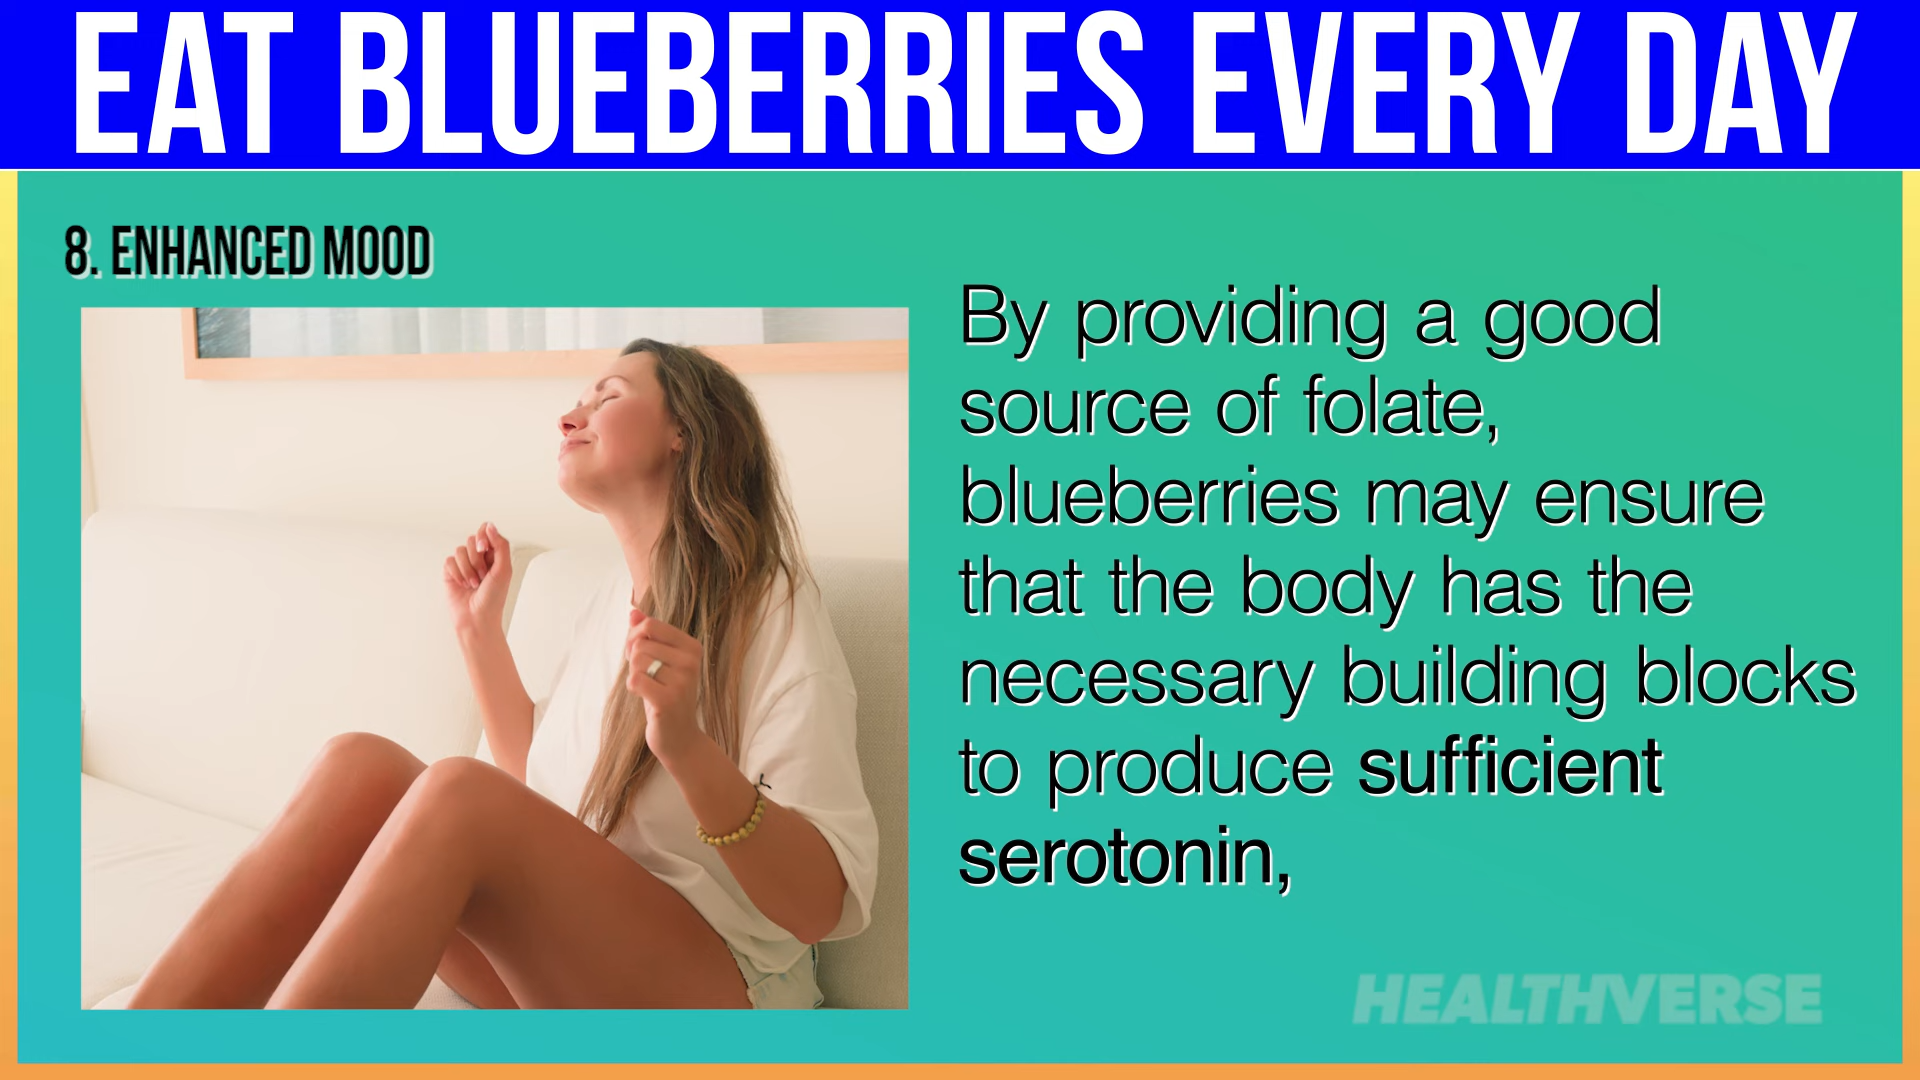 EAT BLUEBERRIES EVERY DAY
8. ENHANCED MOOD
By providing a good
source of folate,
blueberries may ensure
that the body has the
necessary building blocks
to produce sufficient
serotonin,
HEALTHVERSE